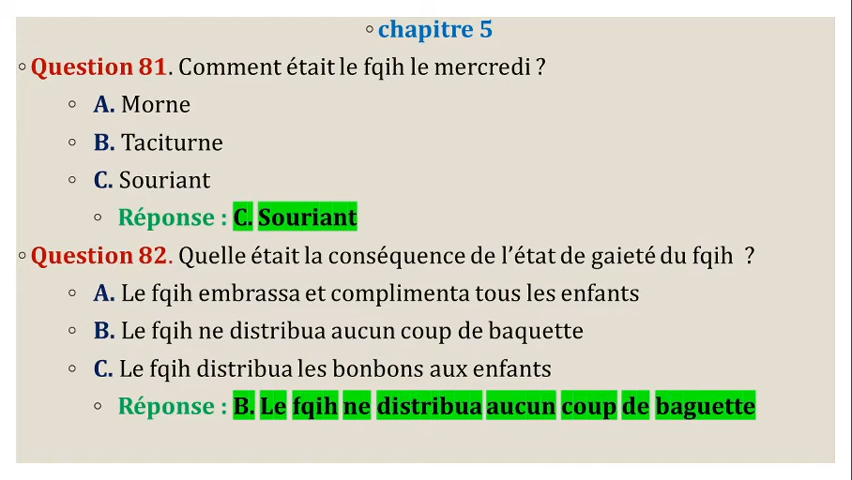 ◦ chapitre 5
◦ Question 81. Comment était le fqih le mercredi ?
◦ A. Morne
◦ B. Taciturne
◦ C. Souriant
◦ Réponse : C. Souriant
◦ Question 82. Quelle était la conséquence de l’état de gaieté du fqih ?
◦ A. Le fqih embrassa et complimenta tous les enfants
◦ B. Le fqih ne distribua aucun coup de baquette
◦ C. Le fqih distribua les bonbons aux enfants
◦ Réponse : B. Le fqih ne distribua aucun coup de baguette